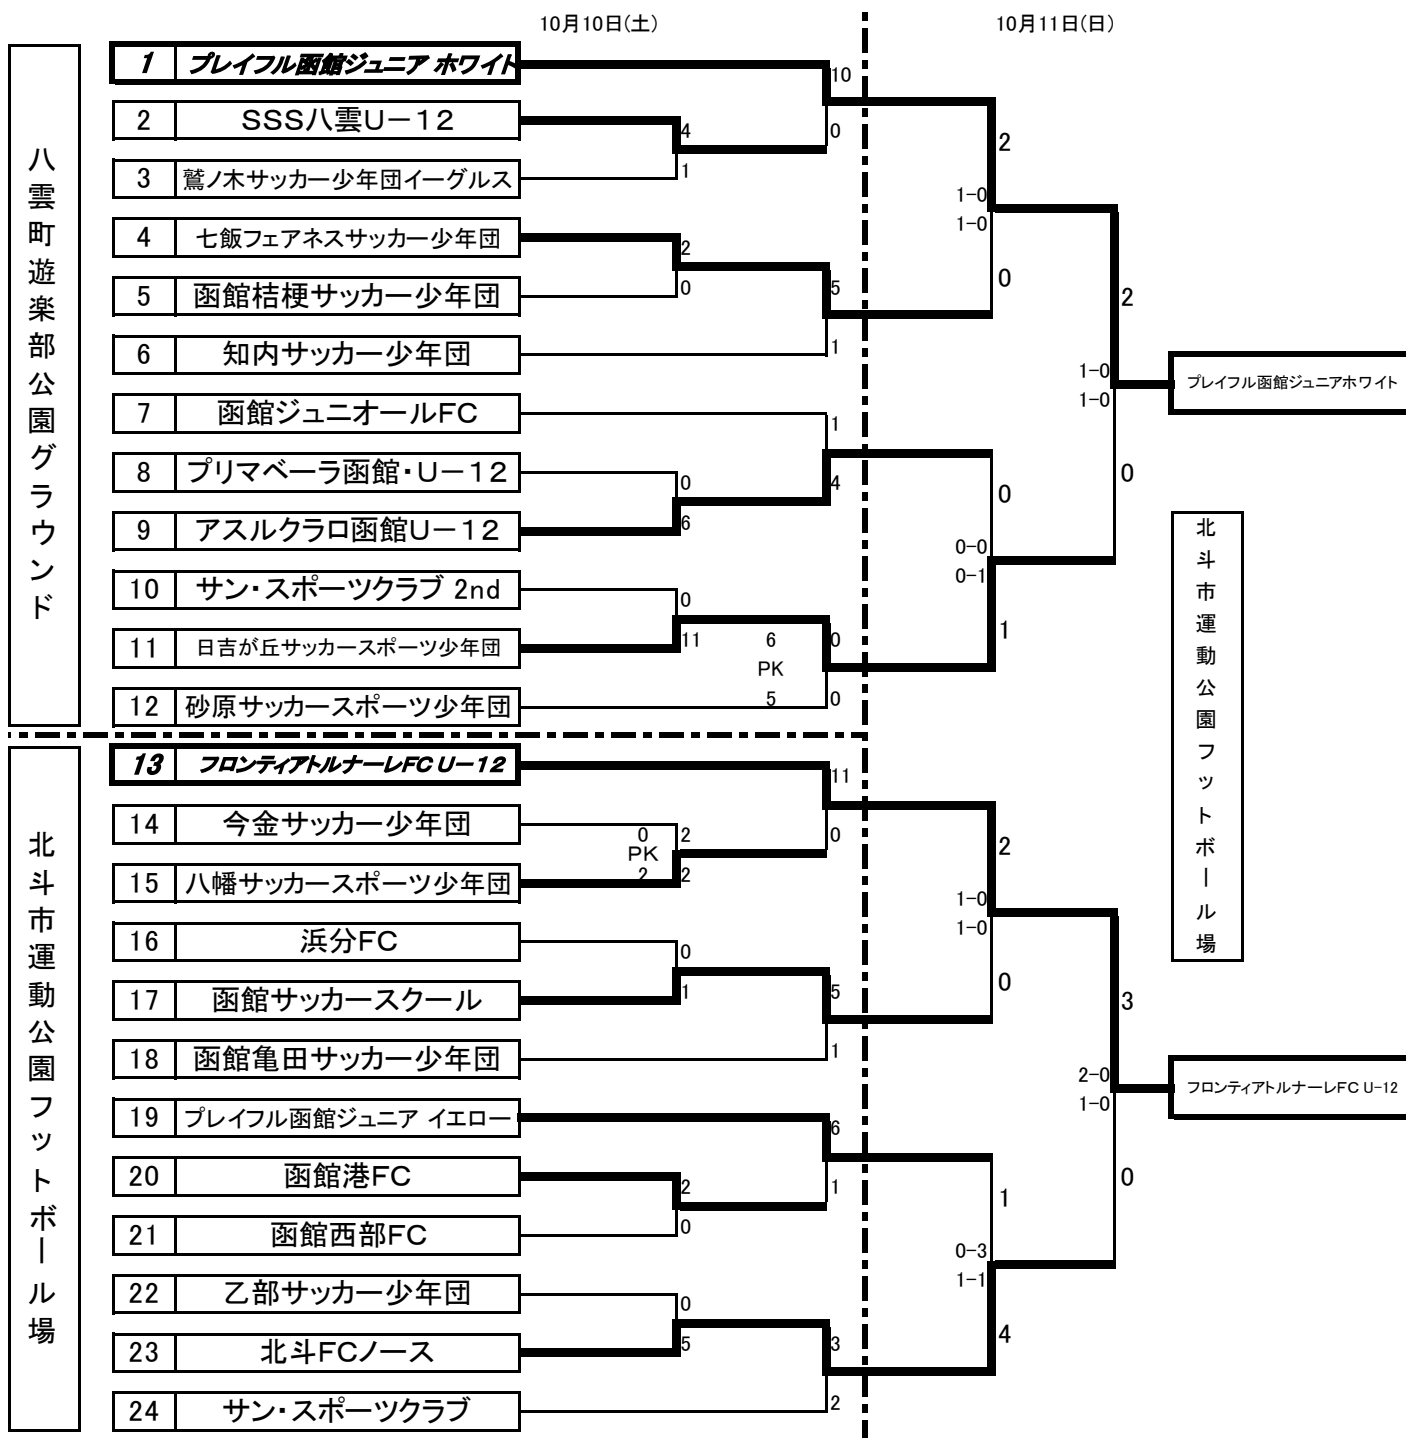 10月10日(土)
10月11日(日)
八雲町遊楽部公園グラウンド
1 プレイフル函館ジュニア ホワイト
2 SSS八雲U－12
3 鷲ノ木サッカー少年団イーグルス
4 七飯フェアネスサッカー少年団
5 函館桔梗サッカー少年団
6 知内サッカー少年団
7 函館ジュニオールFC
8 プリマベーラ函館・U－12
9 アスルクラロ函館U－12
10 サン・スポーツクラブ 2nd
11 日吉が丘サッカースポーツ少年団
12 砂原サッカースポーツ少年団
北斗市運動公園フットボール場
13 フロンティアトルナーレFC U－12
14 今金サッカー少年団
15 八幡サッカースポーツ少年団
16 浜分FC
17 函館サッカースクール
18 函館亀田サッカー少年団
19 プレイフル函館ジュニア イエロー
20 函館港FC
21 函館西部FC
22 乙部サッカー少年団
23 北斗FCノース
24 サン・スポーツクラブ
4
1
2
0
0
6
0
11
0
PK
2
2
2
0
1
2
0
0
5
10
0
5
1
1
4
6
PK
5
0
0
11
0
5
1
6
1
3
2
2
1-0
1-0
0
0
0-0
0-1
1
2
1-0
1-0
0
1
0-3
1-1
4
2
1-0
1-0
0
3
2-0
1-0
0
プレイフル函館ジュニアホワイト
北斗市運動公園フットボール場
フロンティアトルナーレFC U-12